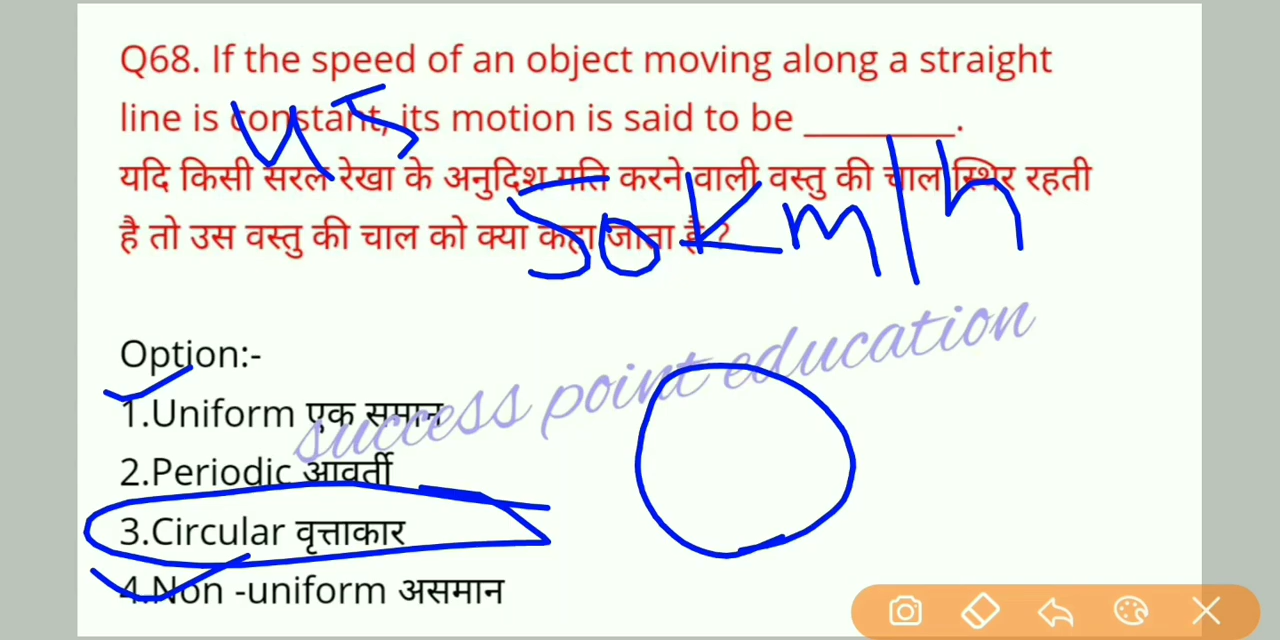 Q68. If the speed of an object moving along a straight
line is constant, its motion is said to be _________.
यदि किसी सरल रेखा के अनुदिश गति करने वाली वस्तु की चाल स्थिर रहती
है तो उस वस्तु की चाल को क्या कहा जाता है ?
50km/h
Option:-
success point education
1.Uniform एक समान
2.Periodic आवर्ती
3.Circular वृत्ताकार
4.Non -uniform असमान